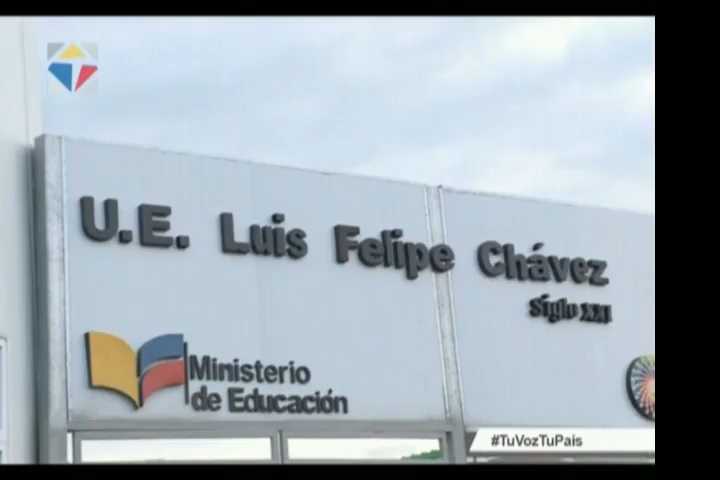 U.E. Luis Felipe Chávez
Siglo XXI
Ministerio
de Educación
#TuVozTuPaís